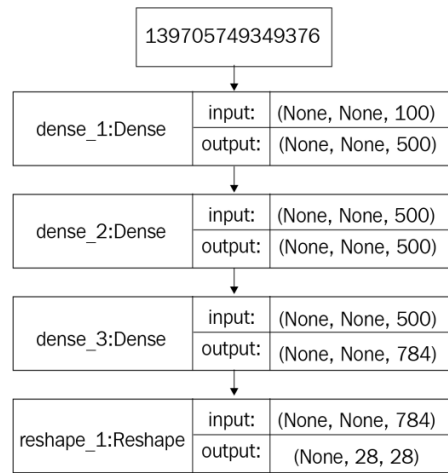 139705749349376
dense_1:Dense
input: (None, None, 100)
output: (None, None, 500)
dense_2:Dense
input: (None, None, 500)
output: (None, None, 500)
dense_3:Dense
input: (None, None, 500)
output: (None, None, 784)
reshape_1:Reshape
input: (None, None, 784)
output: (None, 28, 28)